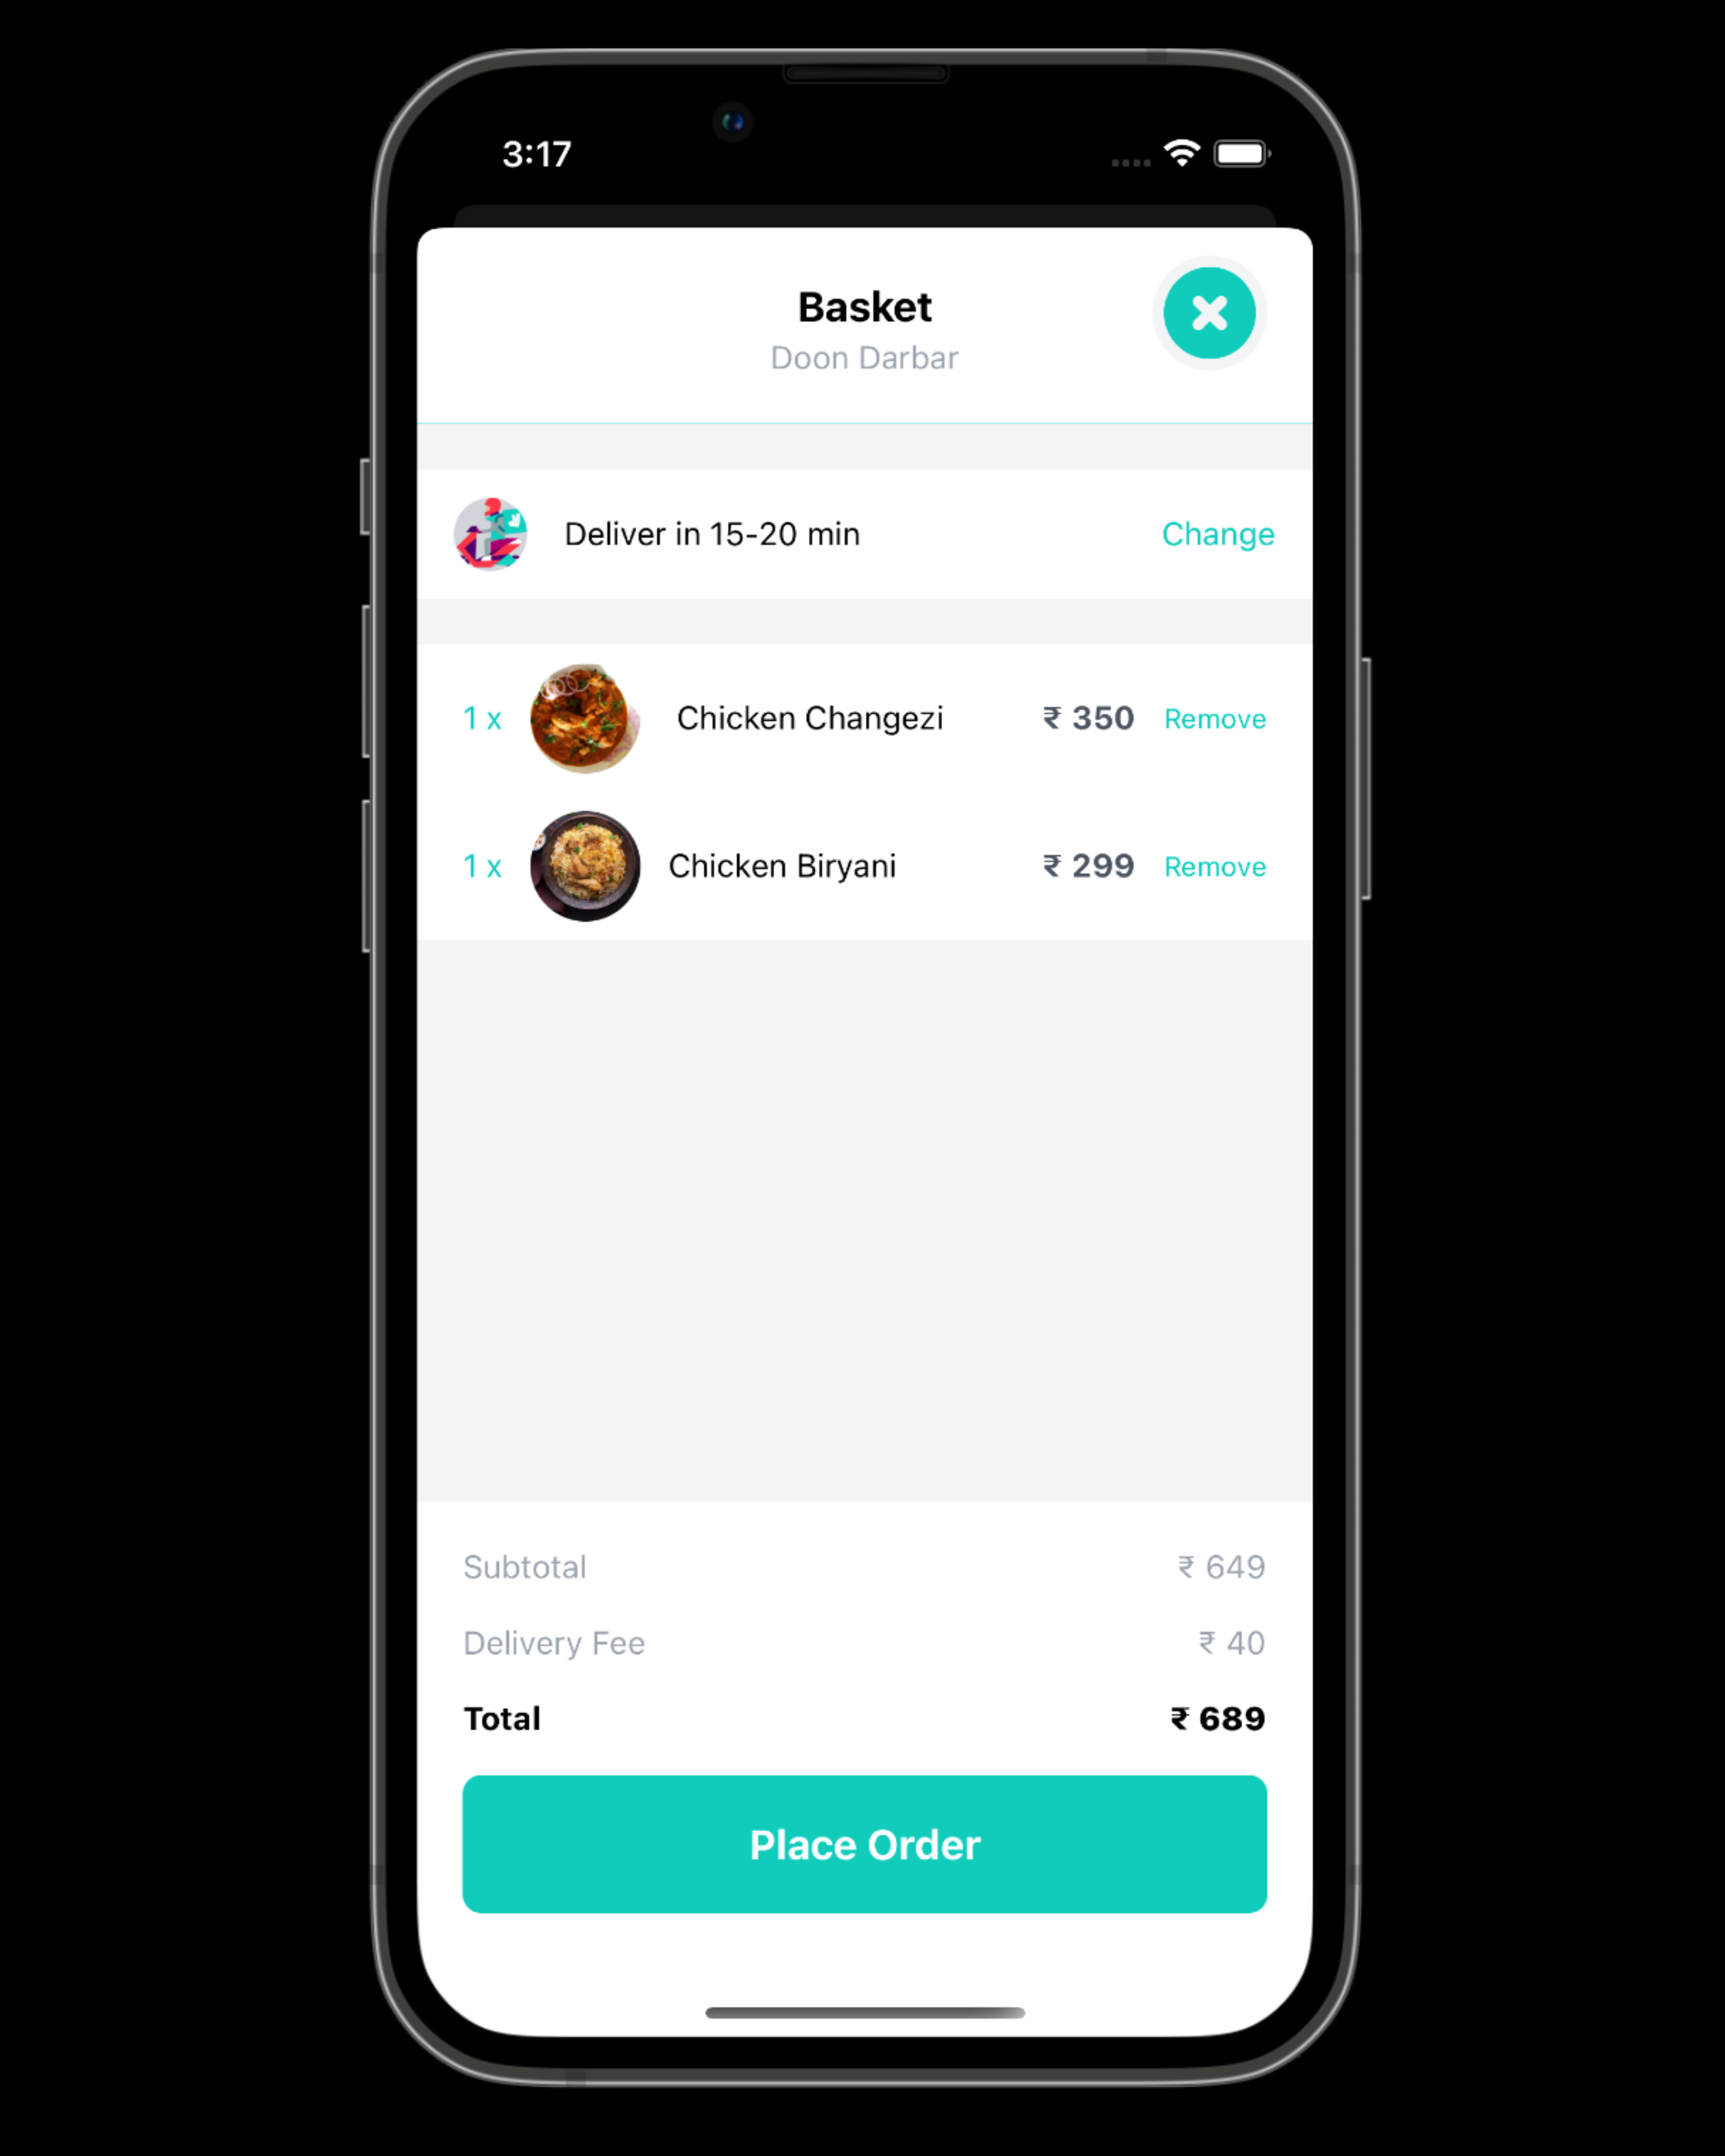 3:17
Basket
Doon Darbar
Deliver in 15-20 min Change
1 x Chicken Changezi ₹ 350 Remove
1 x Chicken Biryani ₹ 299 Remove
Subtotal ₹ 649
Delivery Fee ₹ 40
Total ₹ 689
Place Order